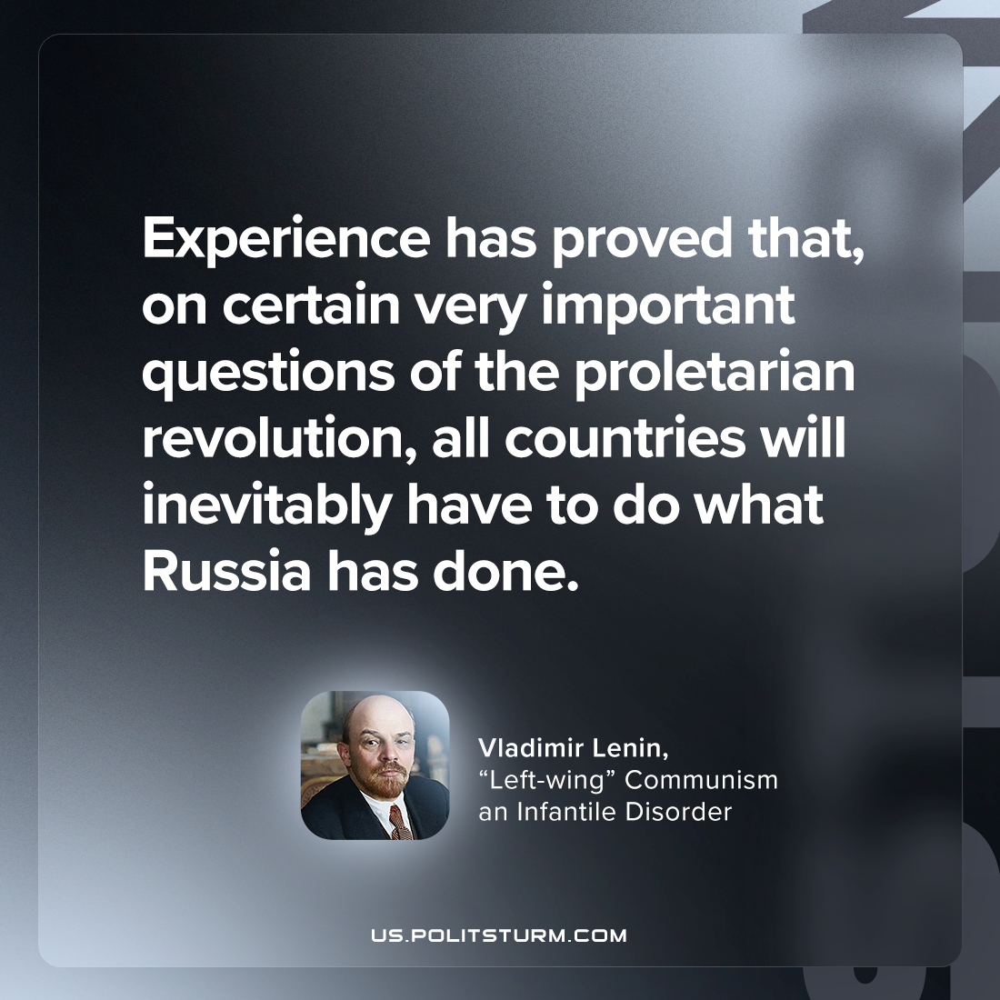 Experience has proved that,
on certain very important
questions of the proletarian
revolution, all countries will
inevitably have to do what
Russia has done.
Vladimir Lenin,
“Left-wing” Communism
an Infantile Disorder
US.POLITSTURM.COM